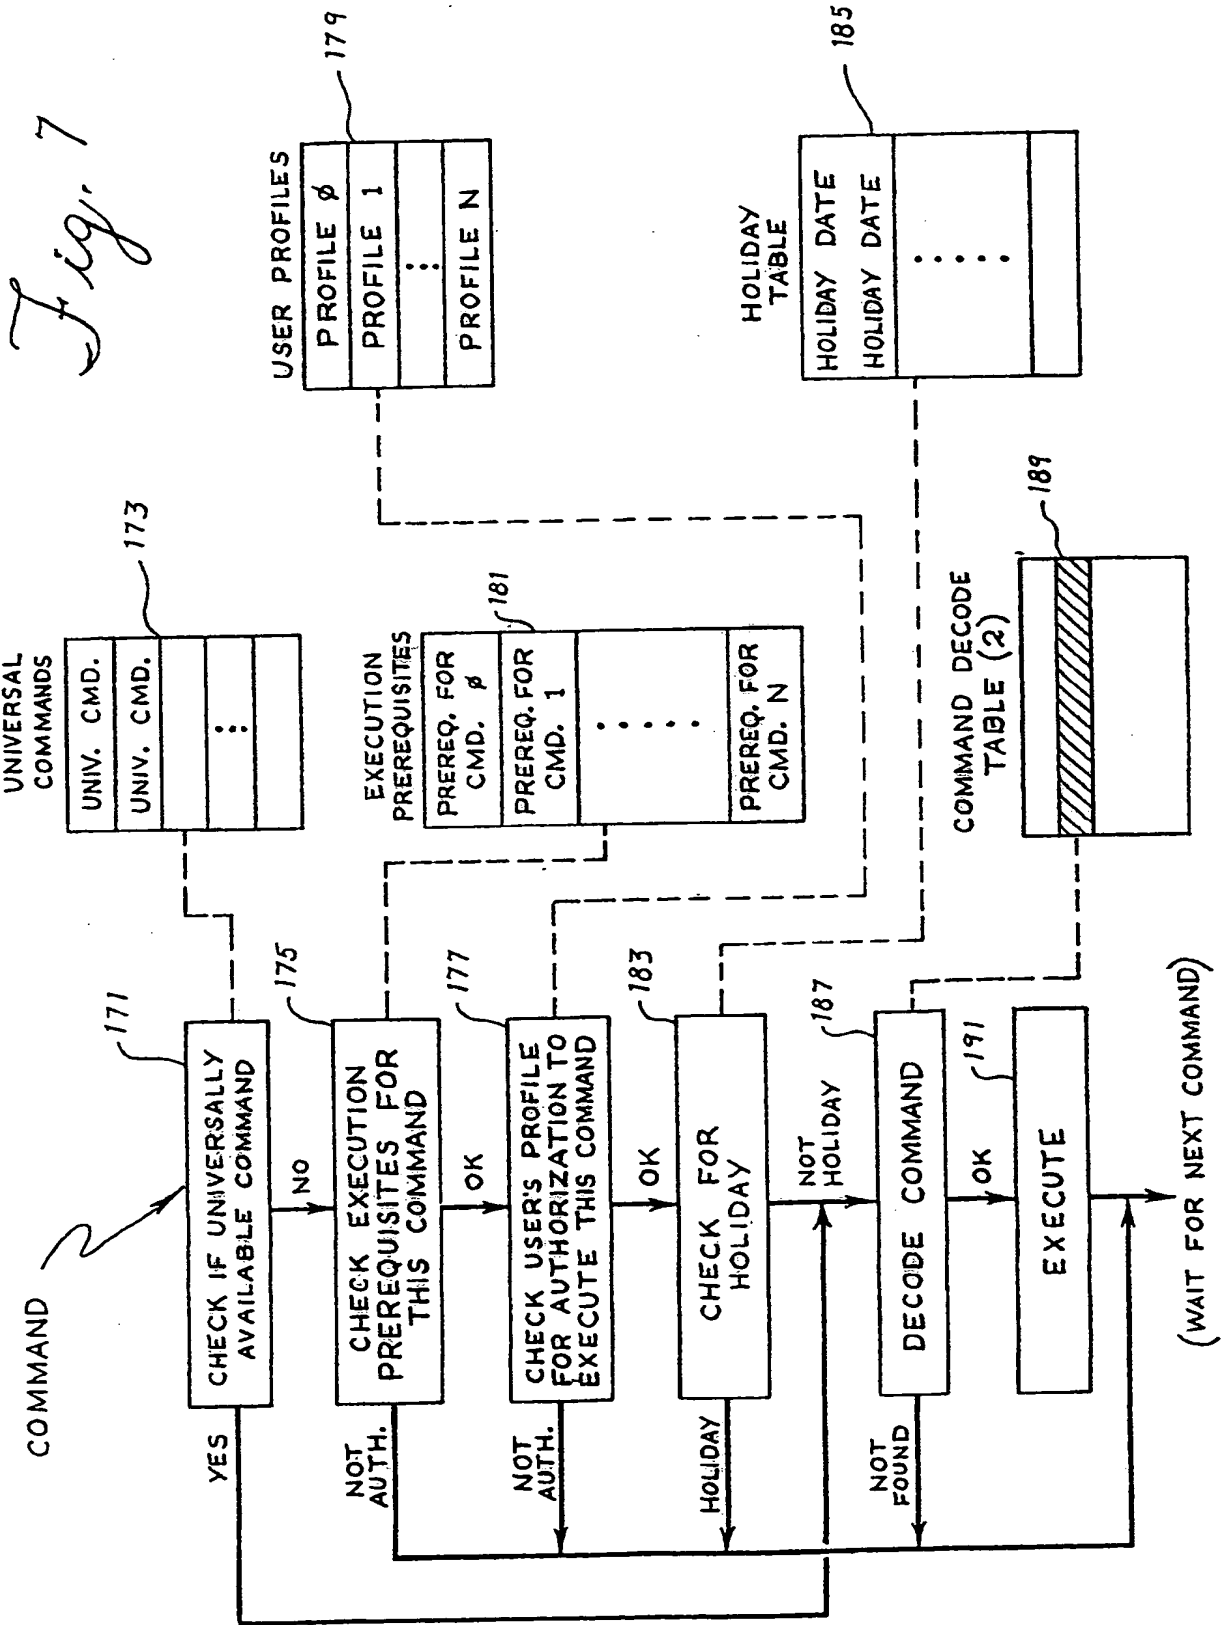 Fig. 7
COMMAND
171
CHECK IF UNIVERSALLY
AVAILABLE COMMAND
YES
NO
UNIVERSAL
COMMANDS
UNIV. CMD.
UNIV. CMD.
⋮
173
175
CHECK EXECUTION
PREREQUISITES FOR
THIS COMMAND
NOT
AUTH.
OK
EXECUTION
PREREQUISITES
PREREQ. FOR
CMD. ∅
PREREQ. FOR
CMD. 1
. . . . .
PREREQ. FOR
CMD. N
181
177
CHECK USER'S PROFILE
FOR AUTHORIZATION TO
EXECUTE THIS COMMAND
NOT
AUTH.
OK
USER PROFILES
PROFILE ∅
PROFILE 1
⋮
PROFILE N
179
183
CHECK FOR
HOLIDAY
HOLIDAY
NOT
HOLIDAY
HOLIDAY
TABLE
HOLIDAY DATE
HOLIDAY DATE
. . . . .
185
187
DECODE COMMAND
NOT
FOUND
OK
COMMAND DECODE
TABLE (2)
189
191
EXECUTE
(WAIT FOR NEXT COMMAND)